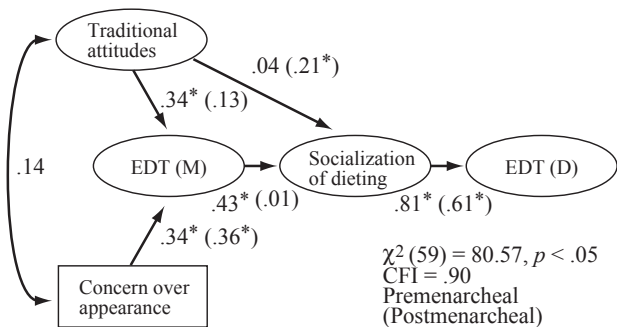 Traditional
attitudes
.04 (.21*)
.34* (.13)
EDT (M)
Socialization
of dieting
EDT (D)
.14
.43* (.01)
.81* (.61*)
.34* (.36*)
Concern over
appearance
χ² (59) = 80.57, p < .05
CFI = .90
Premenarcheal
(Postmenarcheal)